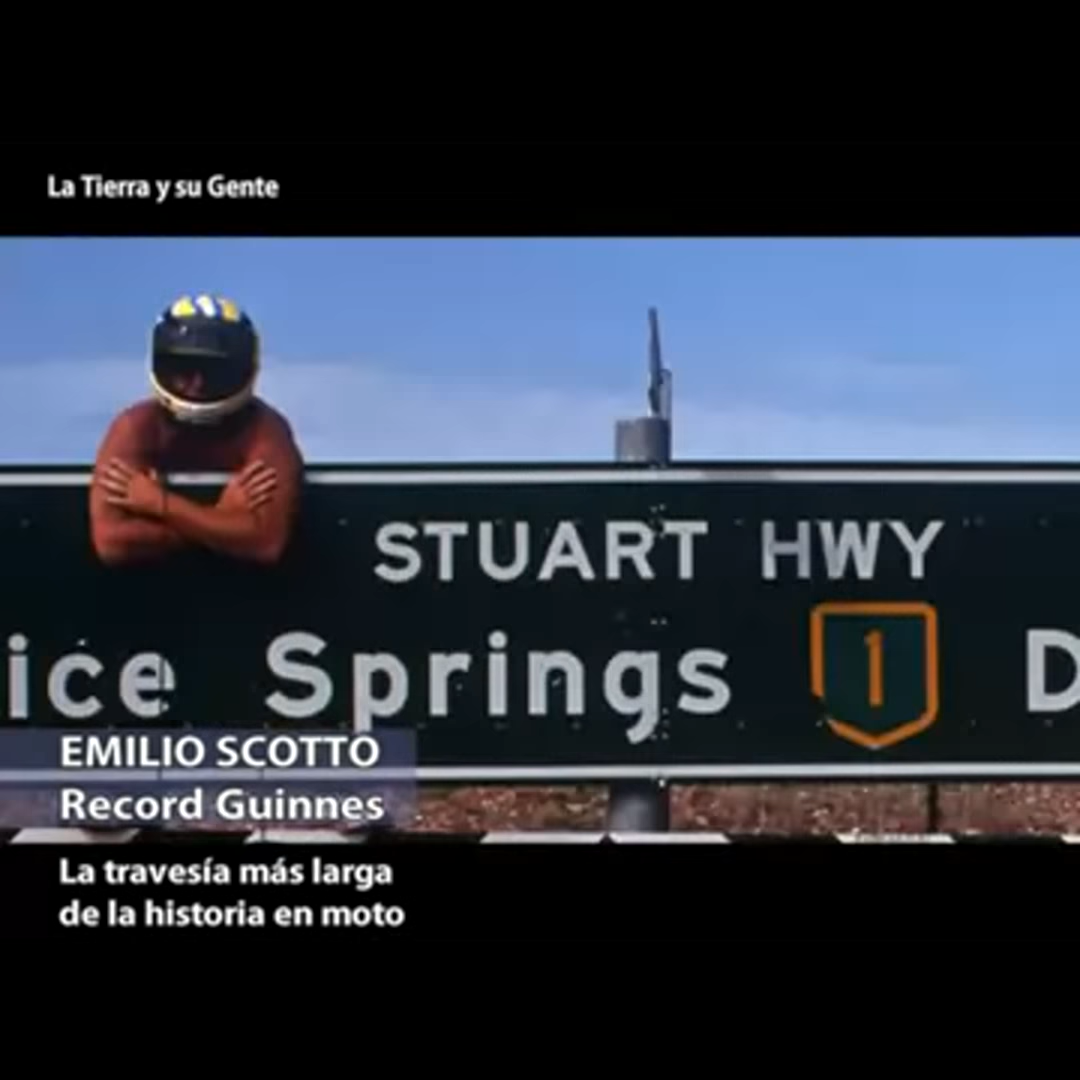 La Tierra y su Gente
STUART HWY
ice Springs 1 D
EMILIO SCOTTO
Record Guinnes
La travesía más larga
de la historia en moto